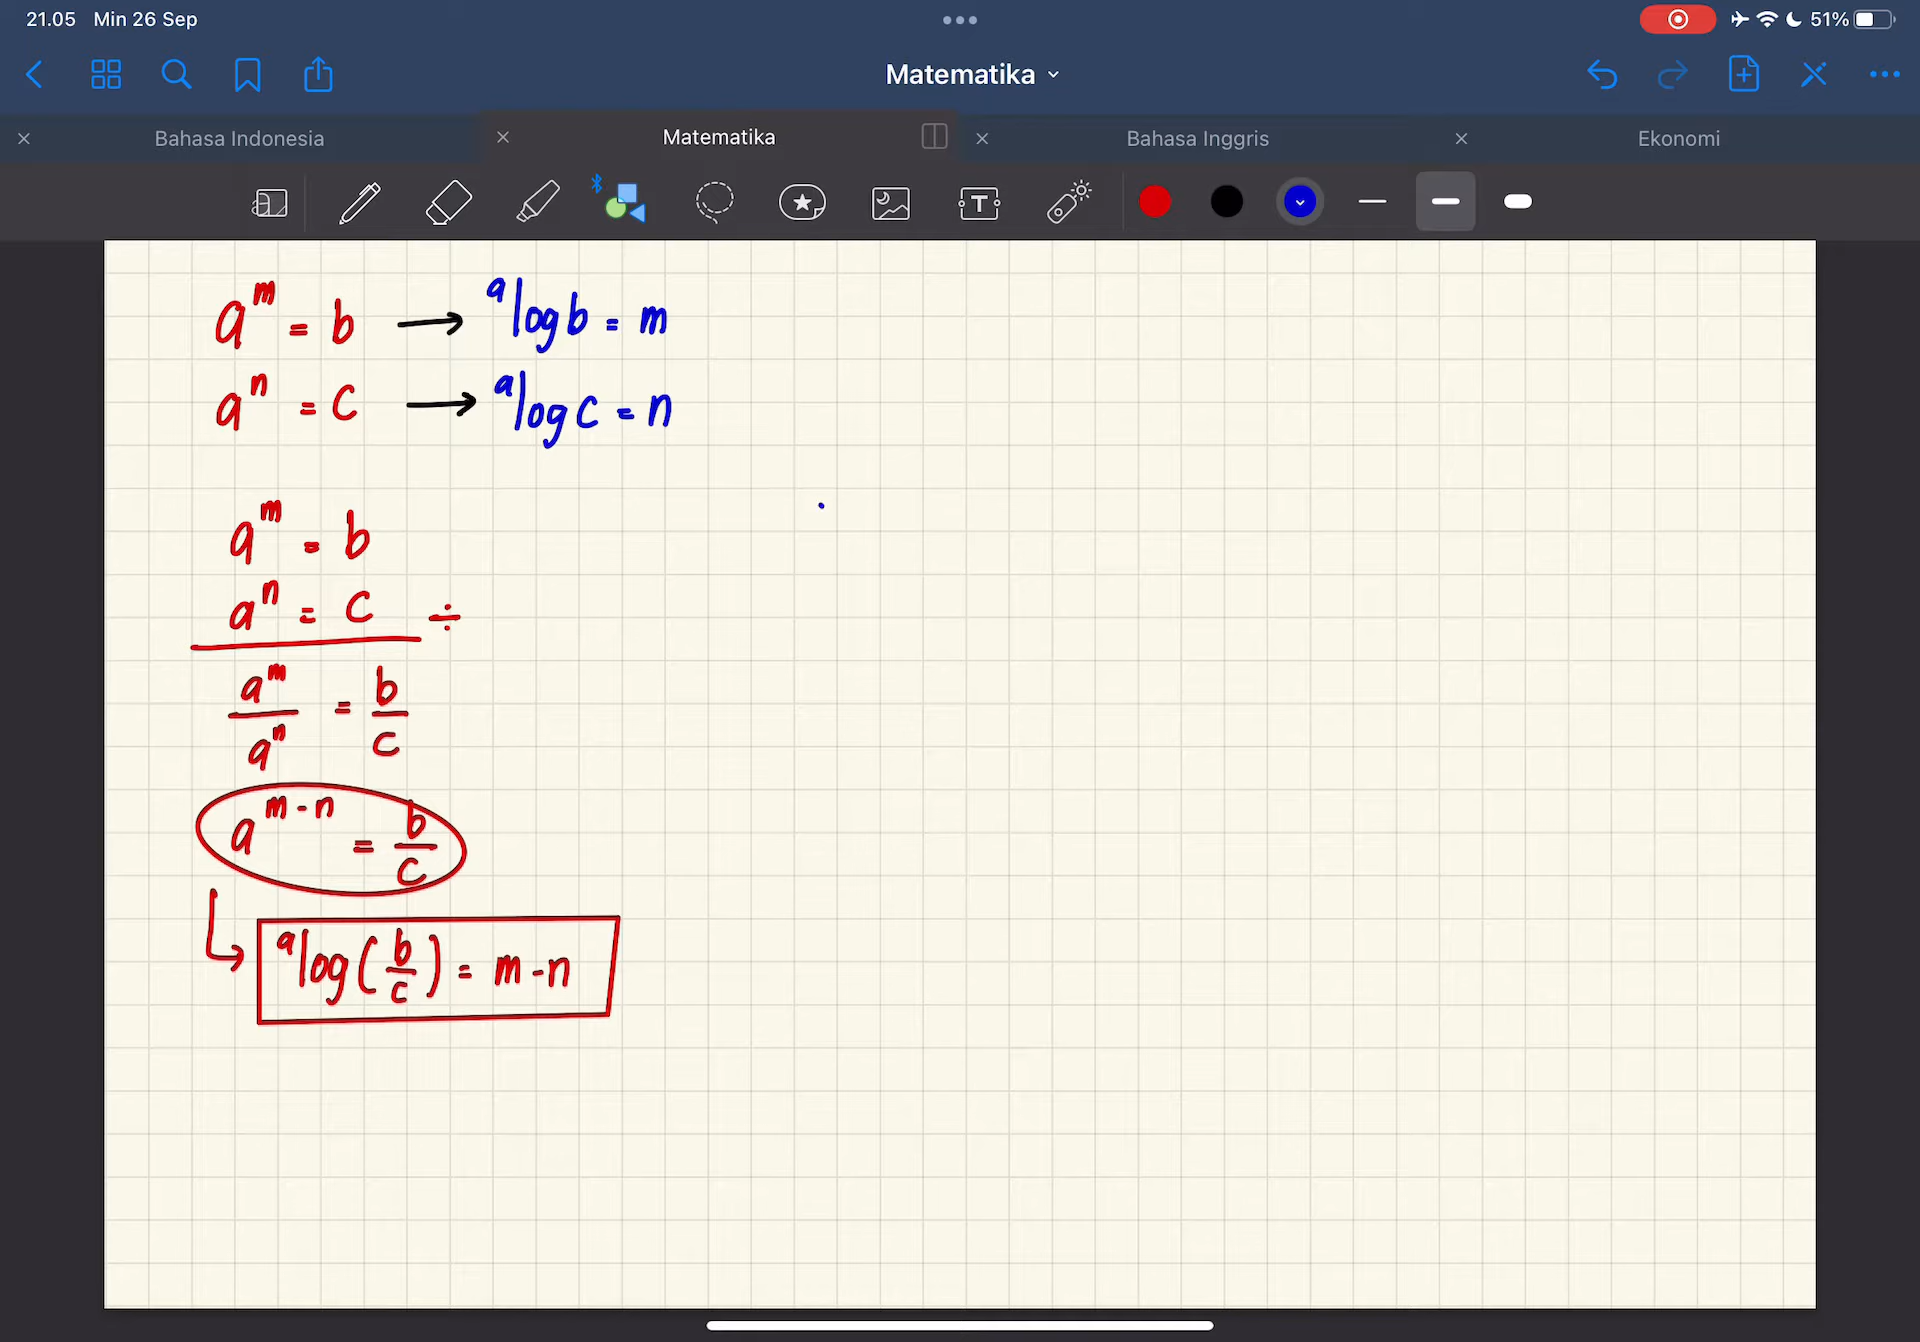 21.05 Min 26 Sep
51%
Matematika
Bahasa Indonesia
Matematika
Bahasa Inggris
Ekonomi
T
a^m = b → ᵃlog b = m
a^n = c → ᵃlog c = n
a^m = b
a^n = c ÷
a^m/a^n = b/c
a^(m-n) = b/c
ᵃlog(b/c) = m-n